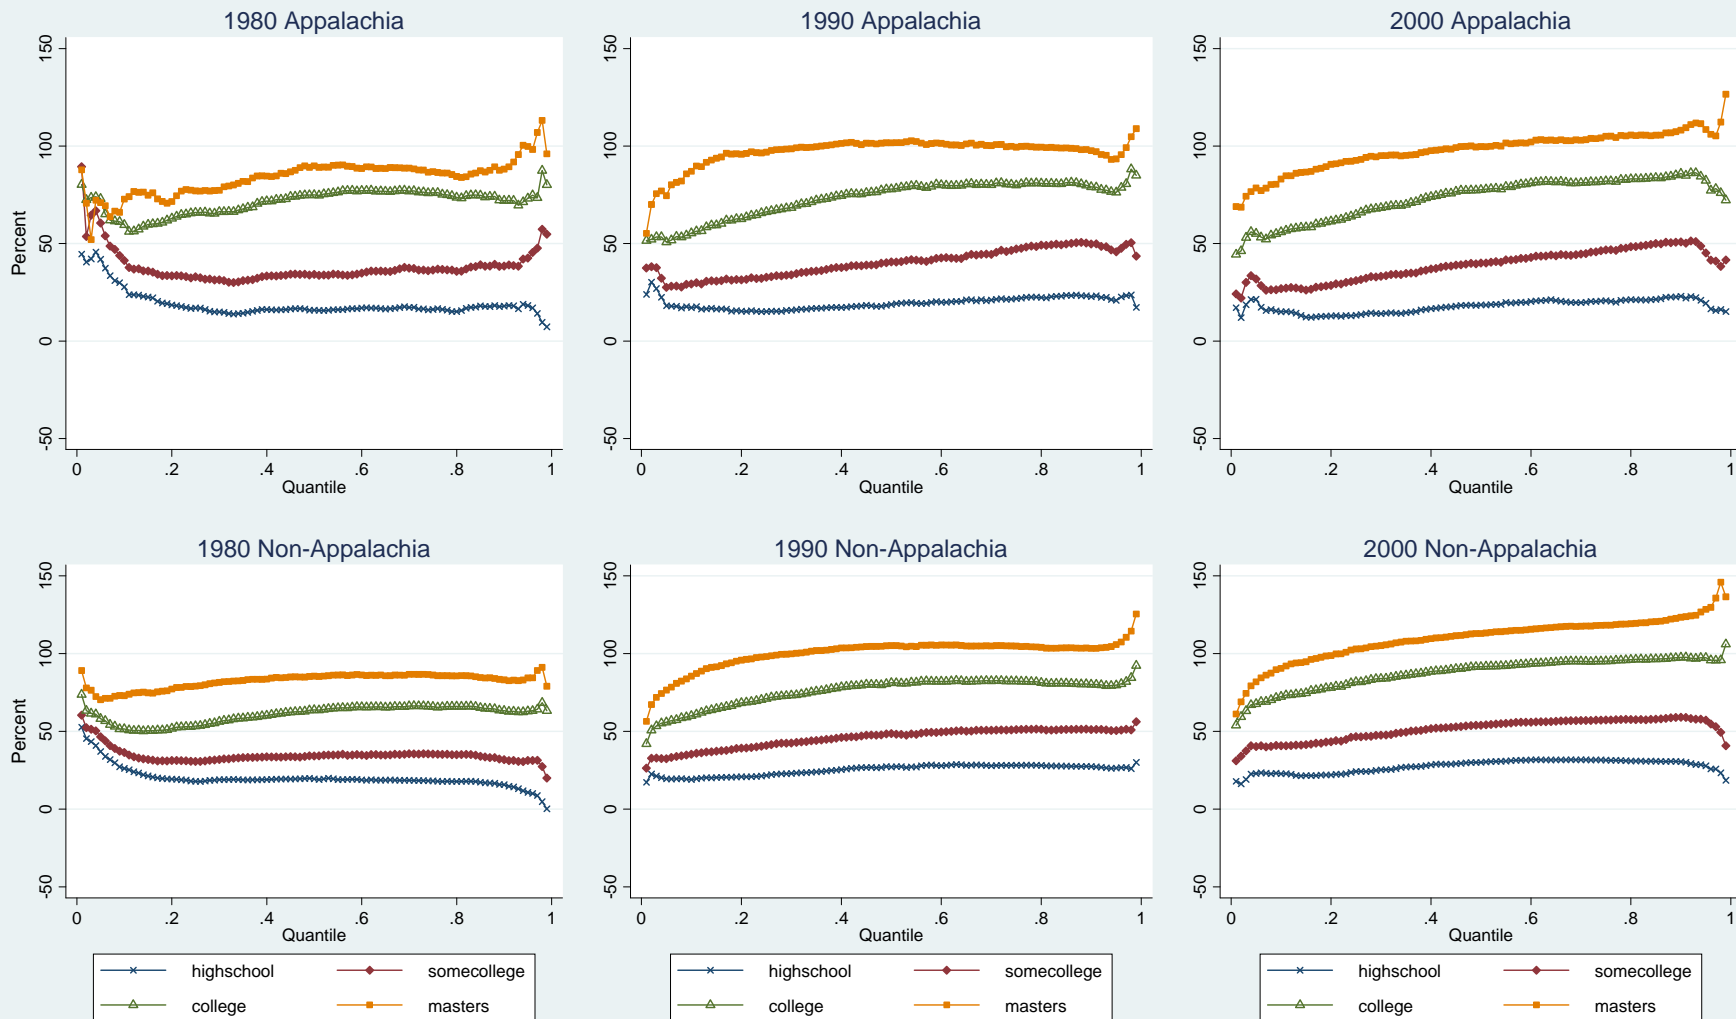 1980 Appalachia
1990 Appalachia
2000 Appalachia
Percent
150
100
50
0
-50
0 .2 .4 .6 .8 1
Quantile
150
100
50
0
-50
0 .2 .4 .6 .8 1
Quantile
150
100
50
0
-50
0 .2 .4 .6 .8 1
Quantile
1980 Non-Appalachia
1990 Non-Appalachia
2000 Non-Appalachia
Percent
150
100
50
0
-50
0 .2 .4 .6 .8 1
Quantile
150
100
50
0
-50
0 .2 .4 .6 .8 1
Quantile
150
100
50
0
-50
0 .2 .4 .6 .8 1
Quantile
highschool somecollege
college masters
highschool somecollege
college masters
highschool somecollege
college masters